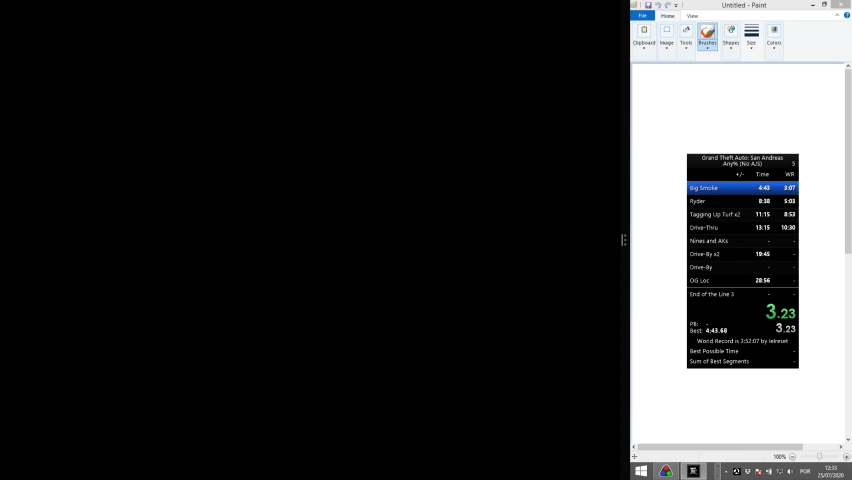 Untitled - Paint
File Home View
Clipboard Image Tools Brushes Shapes Size Colors
Grand Theft Auto: San Andreas
Any% (No A/S) 5
+/- Time WR
Big Smoke 4:43 3:07
Ryder 8:38 5:03
Tagging Up Turf x2 11:15 8:53
Drive-Thru 13:15 10:30
Nines and AKs - -
Drive-By x2 19:45 -
Drive-By - -
OG Loc 28:56 -
End of the Line 3 - -
3.23
PB: -
Best: 4:43.68 3.23
World Record is 3:52:07 by lelreset
Best Possible Time -
Sum of Best Segments -
100%
POR
12:33
25/07/2020